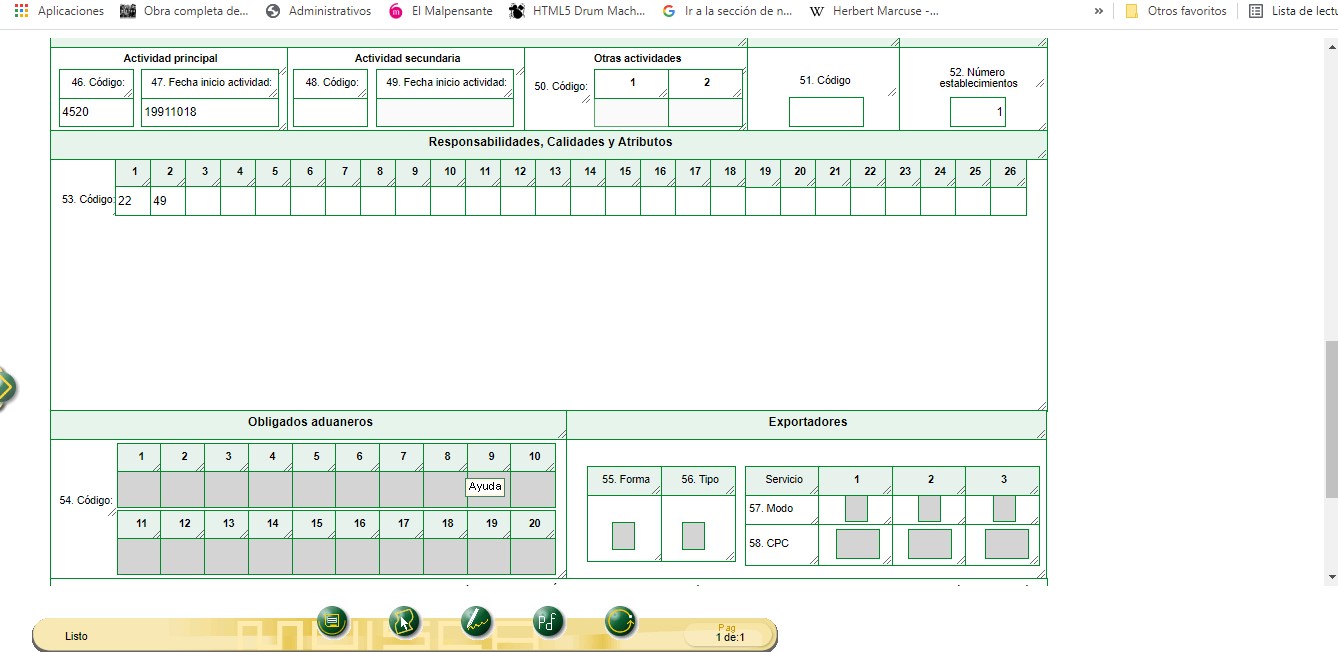 Aplicaciones Obra completa de... Administrativos El Malpensante HTML5 Drum Mach... Ir a la sección de n... W Herbert Marcuse -... » Otros favoritos Lista de lectu
Actividad principal Actividad secundaria Otras actividades
46. Código: 47. Fecha inicio actividad: 48. Código: 49. Fecha inicio actividad: 50. Código: 1 2 51. Código 52. Número establecimientos
4520 19911018 1
Responsabilidades, Calidades y Atributos
1 2 3 4 5 6 7 8 9 10 11 12 13 14 15 16 17 18 19 20 21 22 23 24 25 26
53. Código: 22 49
Obligados aduaneros Exportadores
1 2 3 4 5 6 7 8 9 10
55. Forma 56. Tipo Servicio 1 2 3
Ayuda
54. Código:
57. Modo
11 12 13 14 15 16 17 18 19 20
58. CPC
Listo
Pdf
Pag
1 de:1